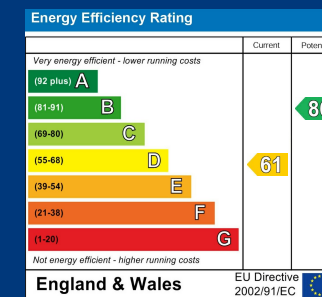 Energy Efficiency Rating
Current
Very energy efficient - lower running costs
(92 plus) A
(81-91) B
(69-80) C
(55-68) D
61
(39-54) E
(21-38) F
(1-20) G
Not energy efficient - higher running costs
England & Wales
EU Directive
2002/91/EC